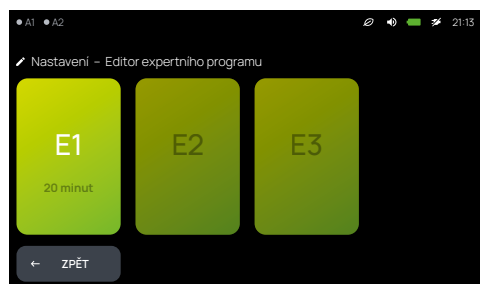 A1 A2 21:13
Nastavení – Editor expertního programu
E1 E2 E3
20 minut
← ZPĚT